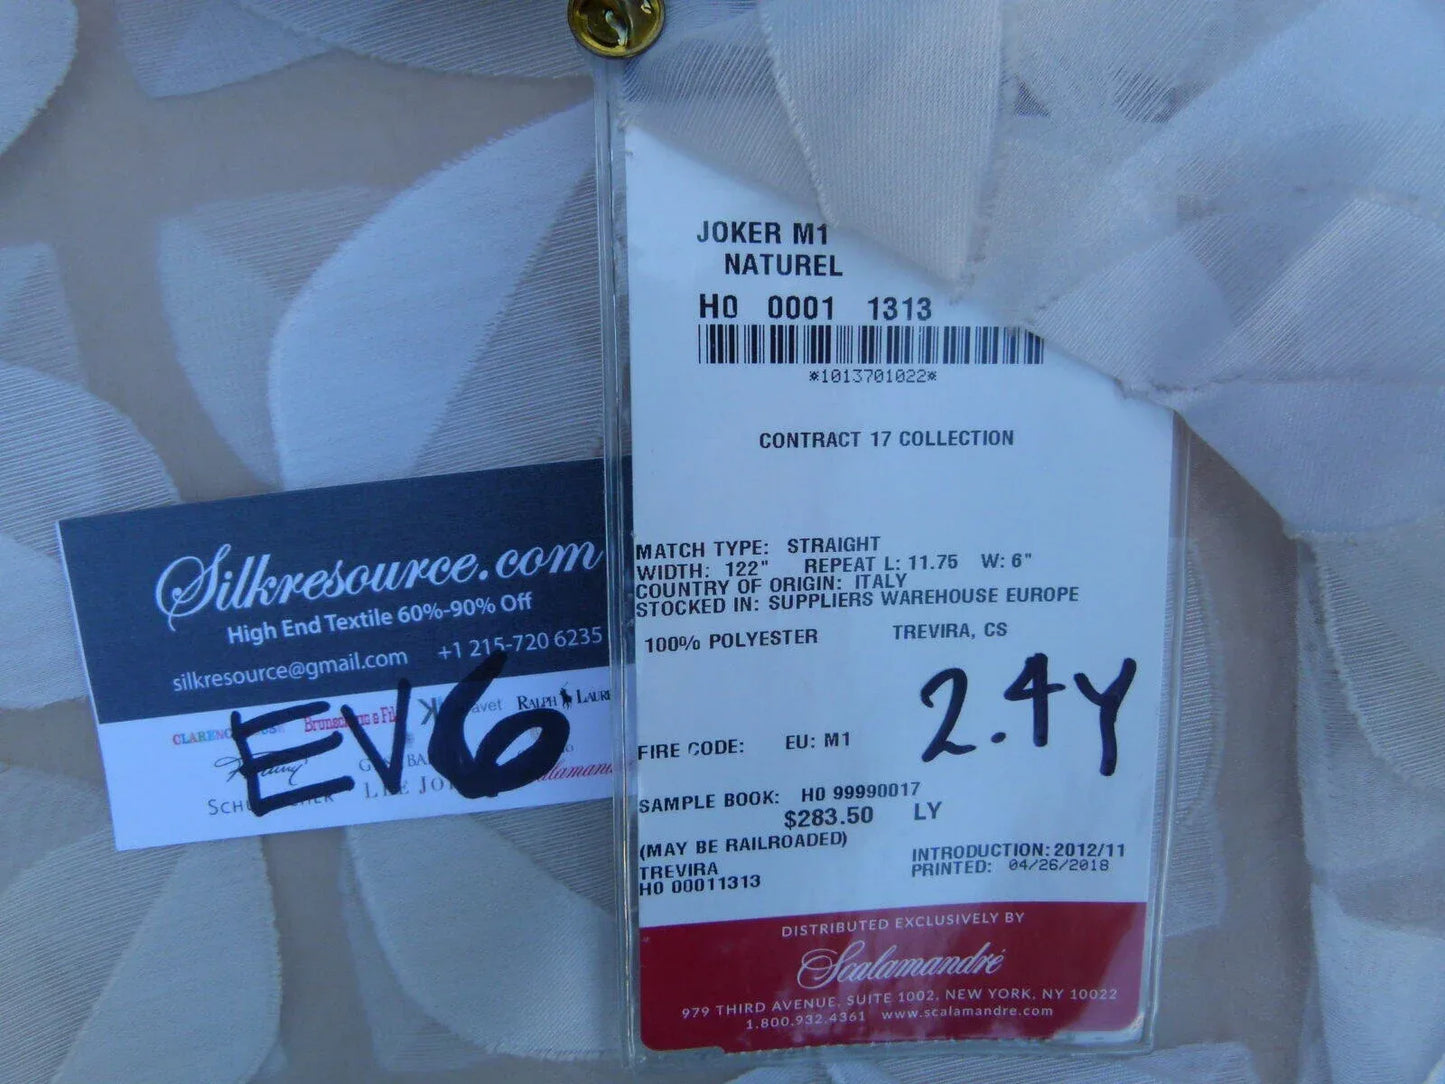 JOKER M1
NATUREL
H0 0001 1313
*1013701022*
CONTRACT 17 COLLECTION
MATCH TYPE: STRAIGHT
WIDTH: 122" REPEAT L: 11.75 W: 6"
COUNTRY OF ORIGIN: ITALY
STOCKED IN: SUPPLIERS WAREHOUSE EUROPE
100% POLYESTER TREVIRA, CS
2.4Y
FIRE CODE: EU: M1
SAMPLE BOOK: H0 99990017
$283.50 LY
(MAY BE RAILROADED)
TREVIRA
H0 00011313
INTRODUCTION: 2012/11
PRINTED: 04/26/2018
DISTRIBUTED EXCLUSIVELY BY
Scalamandré
979 THIRD AVENUE, SUITE 1002, NEW YORK, NY 10022
1.800.932.4361 www.scalamandre.com
Silkresource.com
High End Textile 60%-90% Off
silkresource@gmail.com +1 215-720 6235
EV6
RALPH LAURE